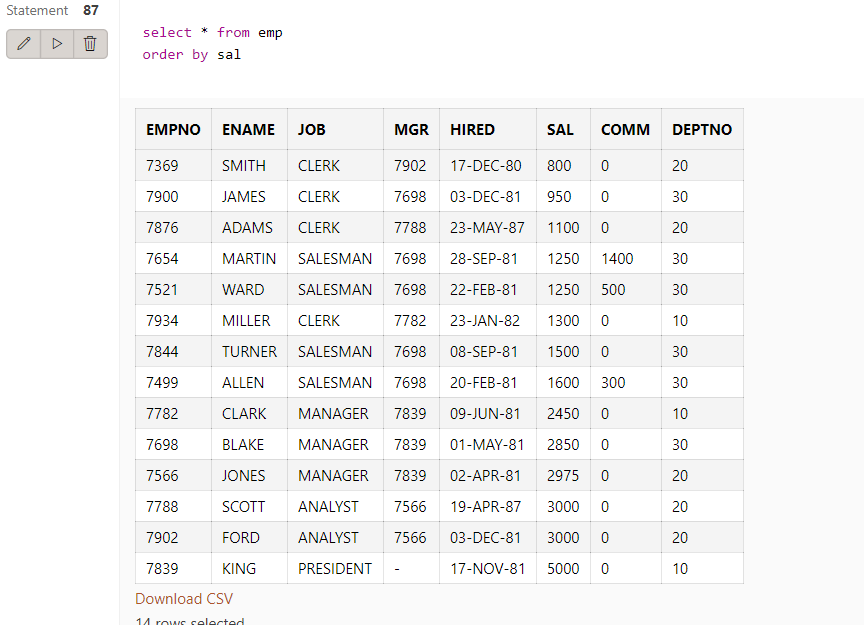 Statement 87
select * from emp
order by sal
EMPNO ENAME JOB MGR HIRED SAL COMM DEPTNO
7369 SMITH CLERK 7902 17-DEC-80 800 0 20
7900 JAMES CLERK 7698 03-DEC-81 950 0 30
7876 ADAMS CLERK 7788 23-MAY-87 1100 0 20
7654 MARTIN SALESMAN 7698 28-SEP-81 1250 1400 30
7521 WARD SALESMAN 7698 22-FEB-81 1250 500 30
7934 MILLER CLERK 7782 23-JAN-82 1300 0 10
7844 TURNER SALESMAN 7698 08-SEP-81 1500 0 30
7499 ALLEN SALESMAN 7698 20-FEB-81 1600 300 30
7782 CLARK MANAGER 7839 09-JUN-81 2450 0 10
7698 BLAKE MANAGER 7839 01-MAY-81 2850 0 30
7566 JONES MANAGER 7839 02-APR-81 2975 0 20
7788 SCOTT ANALYST 7566 19-APR-87 3000 0 20
7902 FORD ANALYST 7566 03-DEC-81 3000 0 20
7839 KING PRESIDENT - 17-NOV-81 5000 0 10
Download CSV
14 rows selected